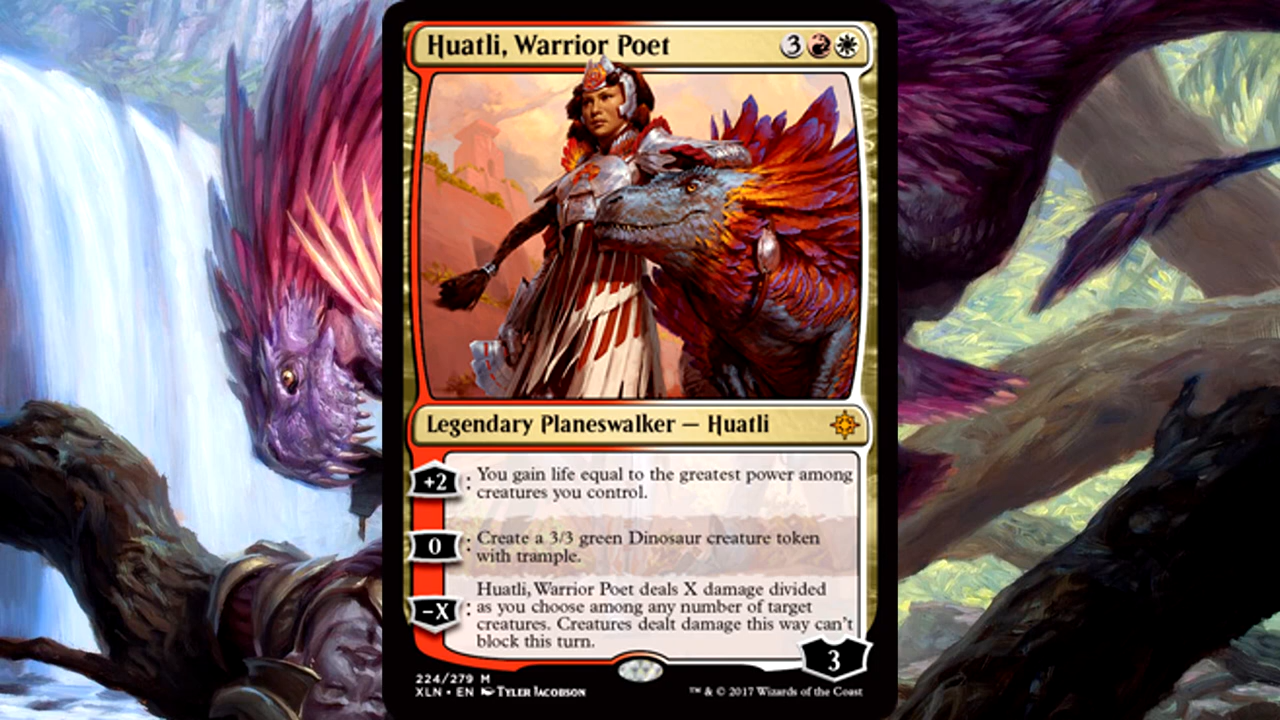 Huatli, Warrior Poet 3
Legendary Planeswalker — Huatli
+2 : You gain life equal to the greatest power among
creatures you control.
0 : Create a 3/3 green Dinosaur creature token
with trample.
Huatli, Warrior Poet deals X damage divided
−X : as you choose among any number of target
creatures. Creatures dealt damage this way can't
block this turn.
3
224/279 M
XLN • EN Tyler Jacobson
™ & © 2017 Wizards of the Coast